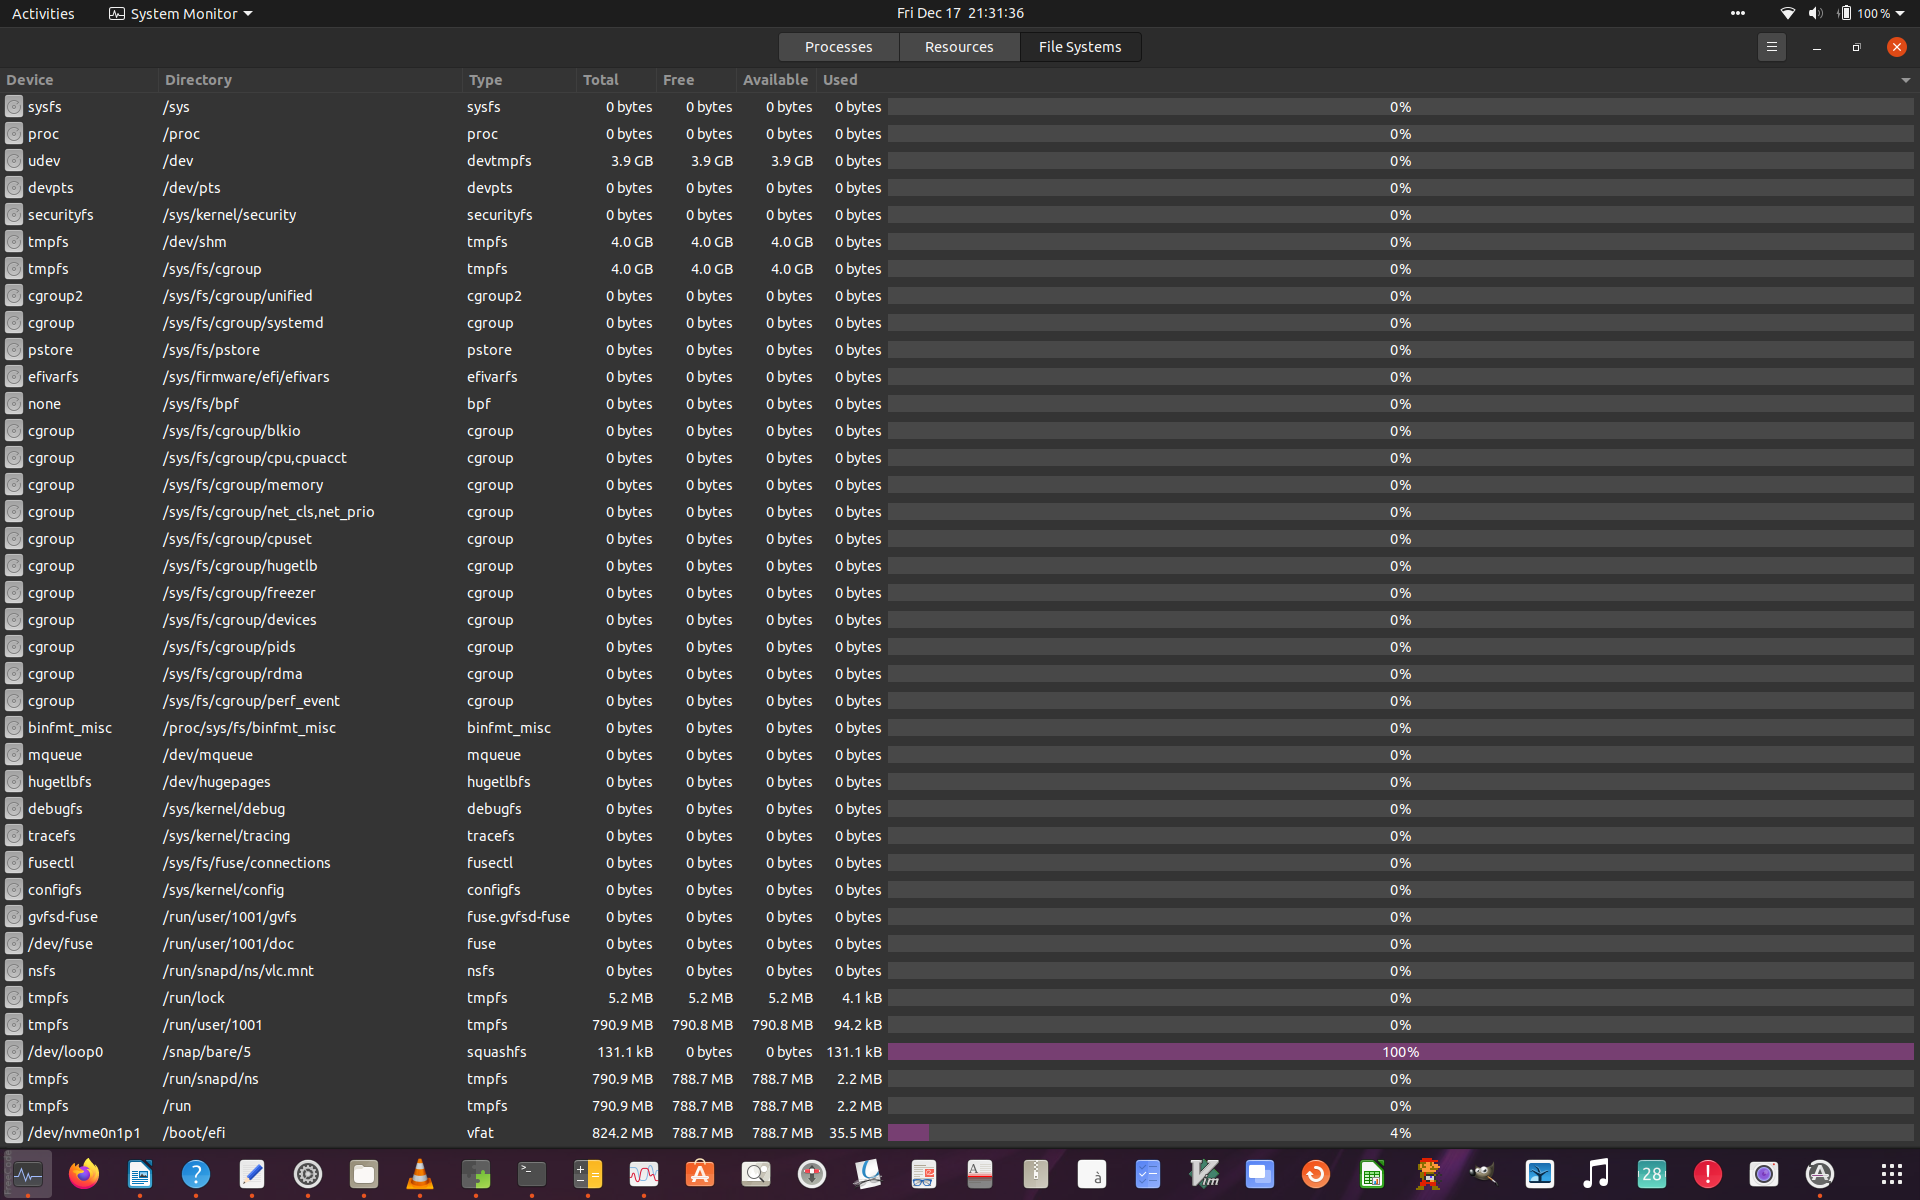 Activities System Monitor Fri Dec 17 21:31:36 100 %
Processes Resources File Systems
Device Directory Type Total Free Available Used
sysfs /sys sysfs 0 bytes 0 bytes 0 bytes 0 bytes 0%
proc /proc proc 0 bytes 0 bytes 0 bytes 0 bytes 0%
udev /dev devtmpfs 3.9 GB 3.9 GB 3.9 GB 0 bytes 0%
devpts /dev/pts devpts 0 bytes 0 bytes 0 bytes 0 bytes 0%
securityfs /sys/kernel/security securityfs 0 bytes 0 bytes 0 bytes 0 bytes 0%
tmpfs /dev/shm tmpfs 4.0 GB 4.0 GB 4.0 GB 0 bytes 0%
tmpfs /sys/fs/cgroup tmpfs 4.0 GB 4.0 GB 4.0 GB 0 bytes 0%
cgroup2 /sys/fs/cgroup/unified cgroup2 0 bytes 0 bytes 0 bytes 0 bytes 0%
cgroup /sys/fs/cgroup/systemd cgroup 0 bytes 0 bytes 0 bytes 0 bytes 0%
pstore /sys/fs/pstore pstore 0 bytes 0 bytes 0 bytes 0 bytes 0%
efivarfs /sys/firmware/efi/efivars efivarfs 0 bytes 0 bytes 0 bytes 0 bytes 0%
none /sys/fs/bpf bpf 0 bytes 0 bytes 0 bytes 0 bytes 0%
cgroup /sys/fs/cgroup/blkio cgroup 0 bytes 0 bytes 0 bytes 0 bytes 0%
cgroup /sys/fs/cgroup/cpu,cpuacct cgroup 0 bytes 0 bytes 0 bytes 0 bytes 0%
cgroup /sys/fs/cgroup/memory cgroup 0 bytes 0 bytes 0 bytes 0 bytes 0%
cgroup /sys/fs/cgroup/net_cls,net_prio cgroup 0 bytes 0 bytes 0 bytes 0 bytes 0%
cgroup /sys/fs/cgroup/cpuset cgroup 0 bytes 0 bytes 0 bytes 0 bytes 0%
cgroup /sys/fs/cgroup/hugetlb cgroup 0 bytes 0 bytes 0 bytes 0 bytes 0%
cgroup /sys/fs/cgroup/freezer cgroup 0 bytes 0 bytes 0 bytes 0 bytes 0%
cgroup /sys/fs/cgroup/devices cgroup 0 bytes 0 bytes 0 bytes 0 bytes 0%
cgroup /sys/fs/cgroup/pids cgroup 0 bytes 0 bytes 0 bytes 0 bytes 0%
cgroup /sys/fs/cgroup/rdma cgroup 0 bytes 0 bytes 0 bytes 0 bytes 0%
cgroup /sys/fs/cgroup/perf_event cgroup 0 bytes 0 bytes 0 bytes 0 bytes 0%
binfmt_misc /proc/sys/fs/binfmt_misc binfmt_misc 0 bytes 0 bytes 0 bytes 0 bytes 0%
mqueue /dev/mqueue mqueue 0 bytes 0 bytes 0 bytes 0 bytes 0%
hugetlbfs /dev/hugepages hugetlbfs 0 bytes 0 bytes 0 bytes 0 bytes 0%
debugfs /sys/kernel/debug debugfs 0 bytes 0 bytes 0 bytes 0 bytes 0%
tracefs /sys/kernel/tracing tracefs 0 bytes 0 bytes 0 bytes 0 bytes 0%
fusectl /sys/fs/fuse/connections fusectl 0 bytes 0 bytes 0 bytes 0 bytes 0%
configfs /sys/kernel/config configfs 0 bytes 0 bytes 0 bytes 0 bytes 0%
gvfsd-fuse /run/user/1001/gvfs fuse.gvfsd-fuse 0 bytes 0 bytes 0 bytes 0 bytes 0%
/dev/fuse /run/user/1001/doc fuse 0 bytes 0 bytes 0 bytes 0 bytes 0%
nsfs /run/snapd/ns/vlc.mnt nsfs 0 bytes 0 bytes 0 bytes 0 bytes 0%
tmpfs /run/lock tmpfs 5.2 MB 5.2 MB 5.2 MB 4.1 kB 0%
tmpfs /run/user/1001 tmpfs 790.9 MB 790.8 MB 790.8 MB 94.2 kB 0%
/dev/loop0 /snap/bare/5 squashfs 131.1 kB 0 bytes 0 bytes 131.1 kB 100%
tmpfs /run/snapd/ns tmpfs 790.9 MB 788.7 MB 788.7 MB 2.2 MB 0%
tmpfs /run tmpfs 790.9 MB 788.7 MB 788.7 MB 2.2 MB 0%
/dev/nvme0n1p1 /boot/efi vfat 824.2 MB 788.7 MB 788.7 MB 35.5 MB 4%
à Vim 28